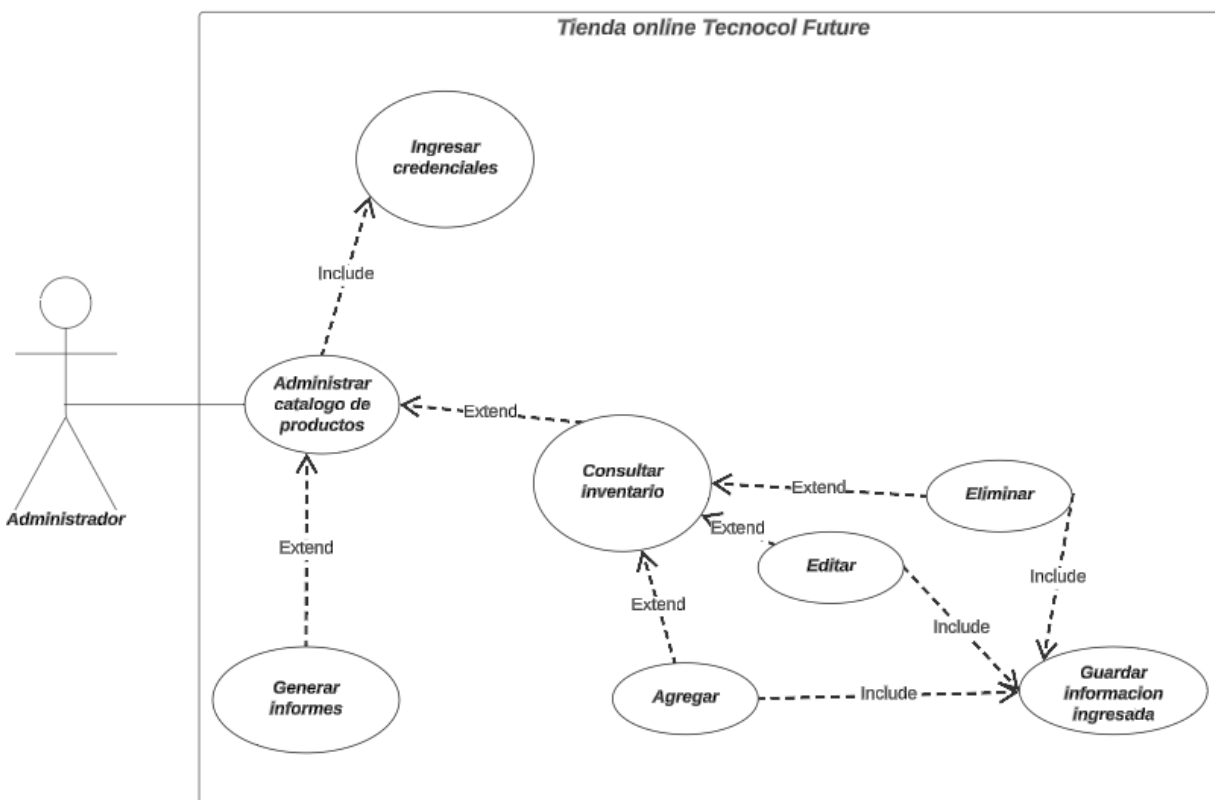 Tienda online Tecnocol Future
Ingresar
credenciales
Include
Administrar
catalogo de
productos
Extend
Consultar
inventario
Extend
Eliminar
Extend
Editar
Administrador
Extend
Extend
Include
Include
Generar
informes
Agregar
Include
Guardar
informacion
ingresada